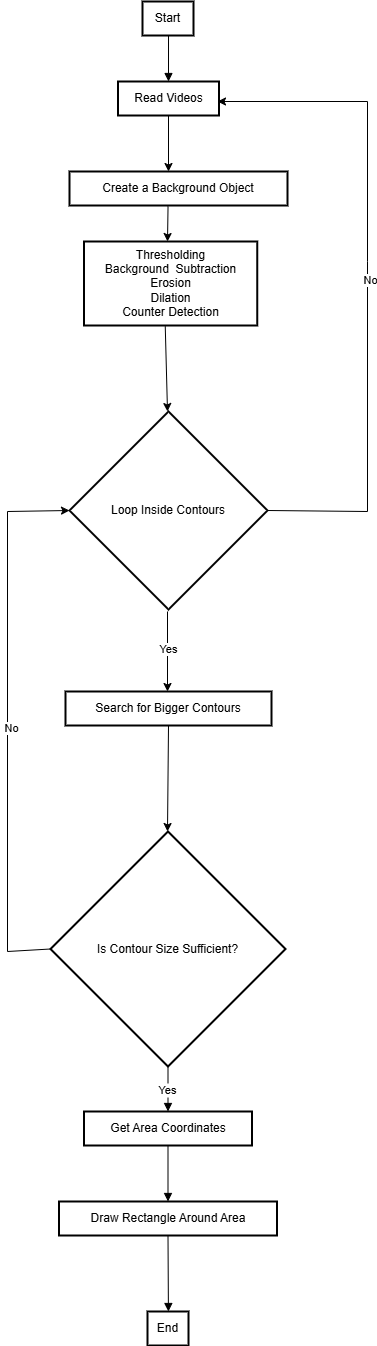 Start
Read Videos
Create a Background Object
Thresholding
Background  Subtraction
Erosion
Dilation
Counter Detection
No
Loop Inside Contours
Yes
Search for Bigger Contours
No
Is Contour Size Sufficient?
Yes
Get Area Coordinates
Draw Rectangle Around Area
End